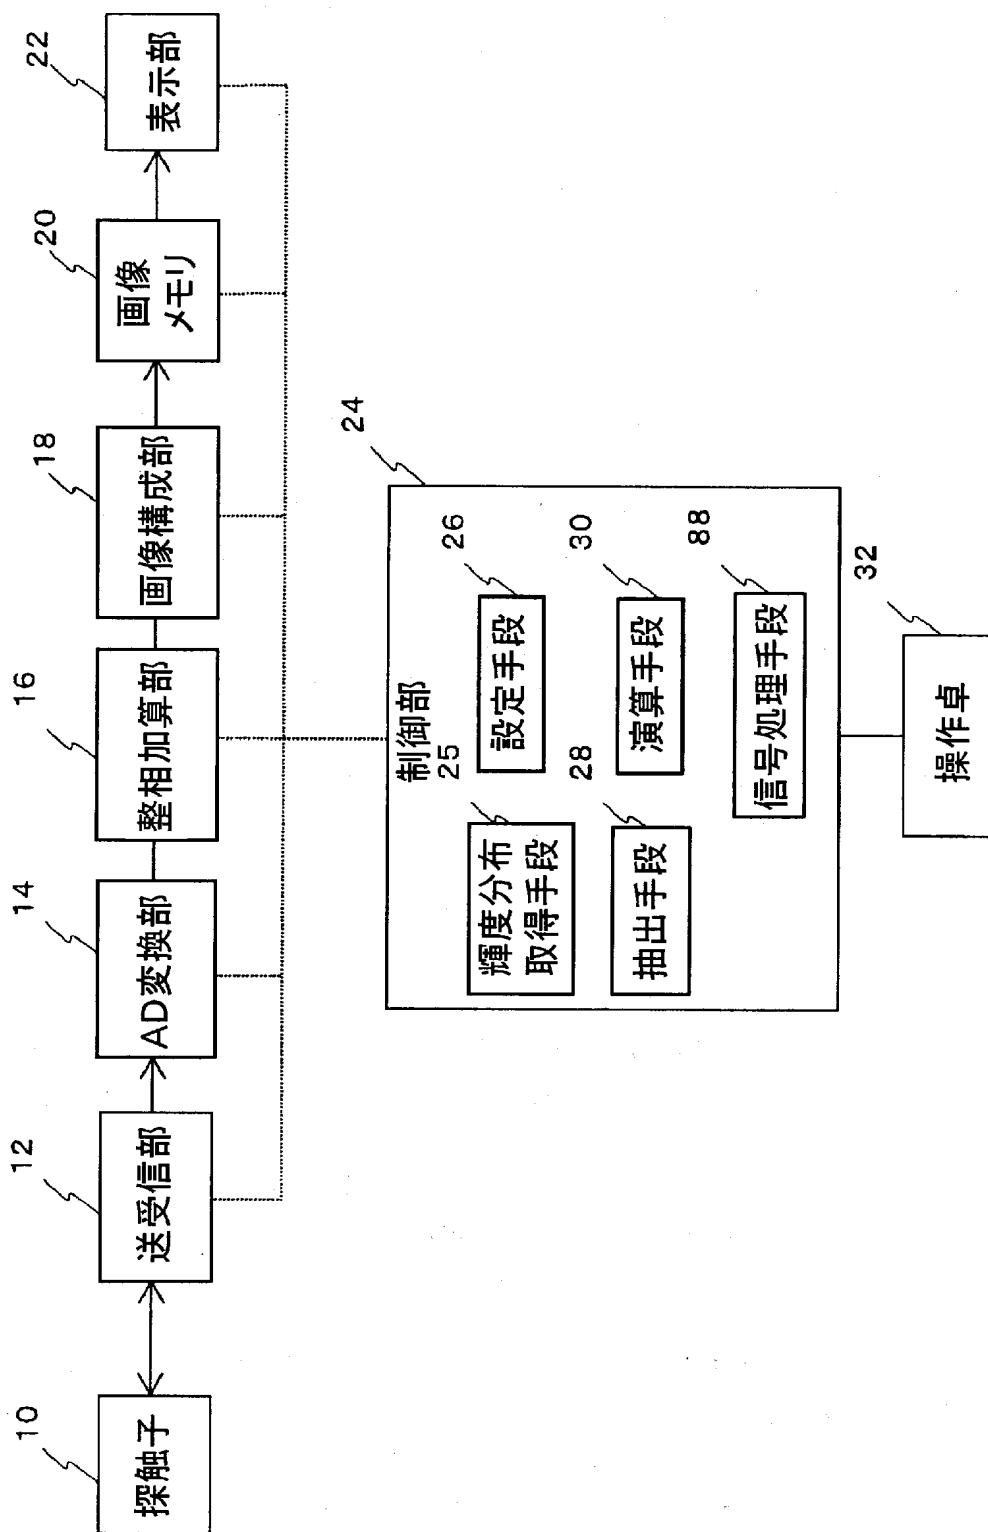 10
探触子
12
送受信部
14
AD変換部
16
整相加算部
18
画像構成部
20
画像
メモリ
22
表示部
24
制御部
25
輝度分布
取得手段
26
設定手段
28
抽出手段
30
演算手段
88
信号処理手段
32
操作卓